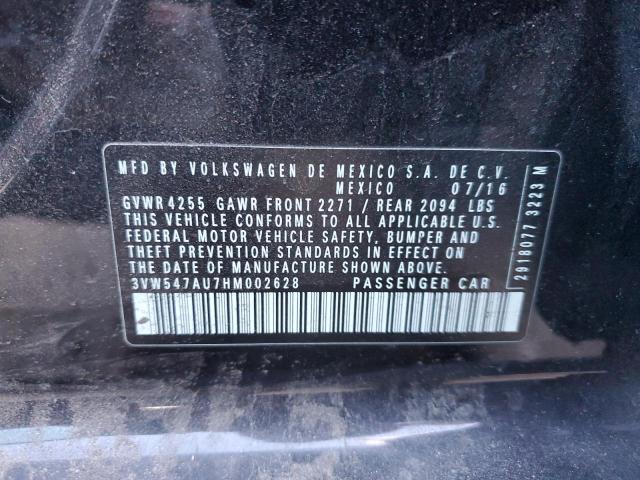 MFD BY VOLKSWAGEN DE MEXICO S.A. DE C.V.
MEXICO 07/16
GVWR 4255 GAWR FRONT 2271 / REAR 2094 LBS
THIS VEHICLE CONFORMS TO ALL APPLICABLE U.S.
FEDERAL MOTOR VEHICLE SAFETY, BUMPER AND
THEFT PREVENTION STANDARDS IN EFFECT ON
THE DATE OF MANUFACTURE SHOWN ABOVE.
3VW547AU7HM002628 PASSENGER CAR
2918077 3223 M